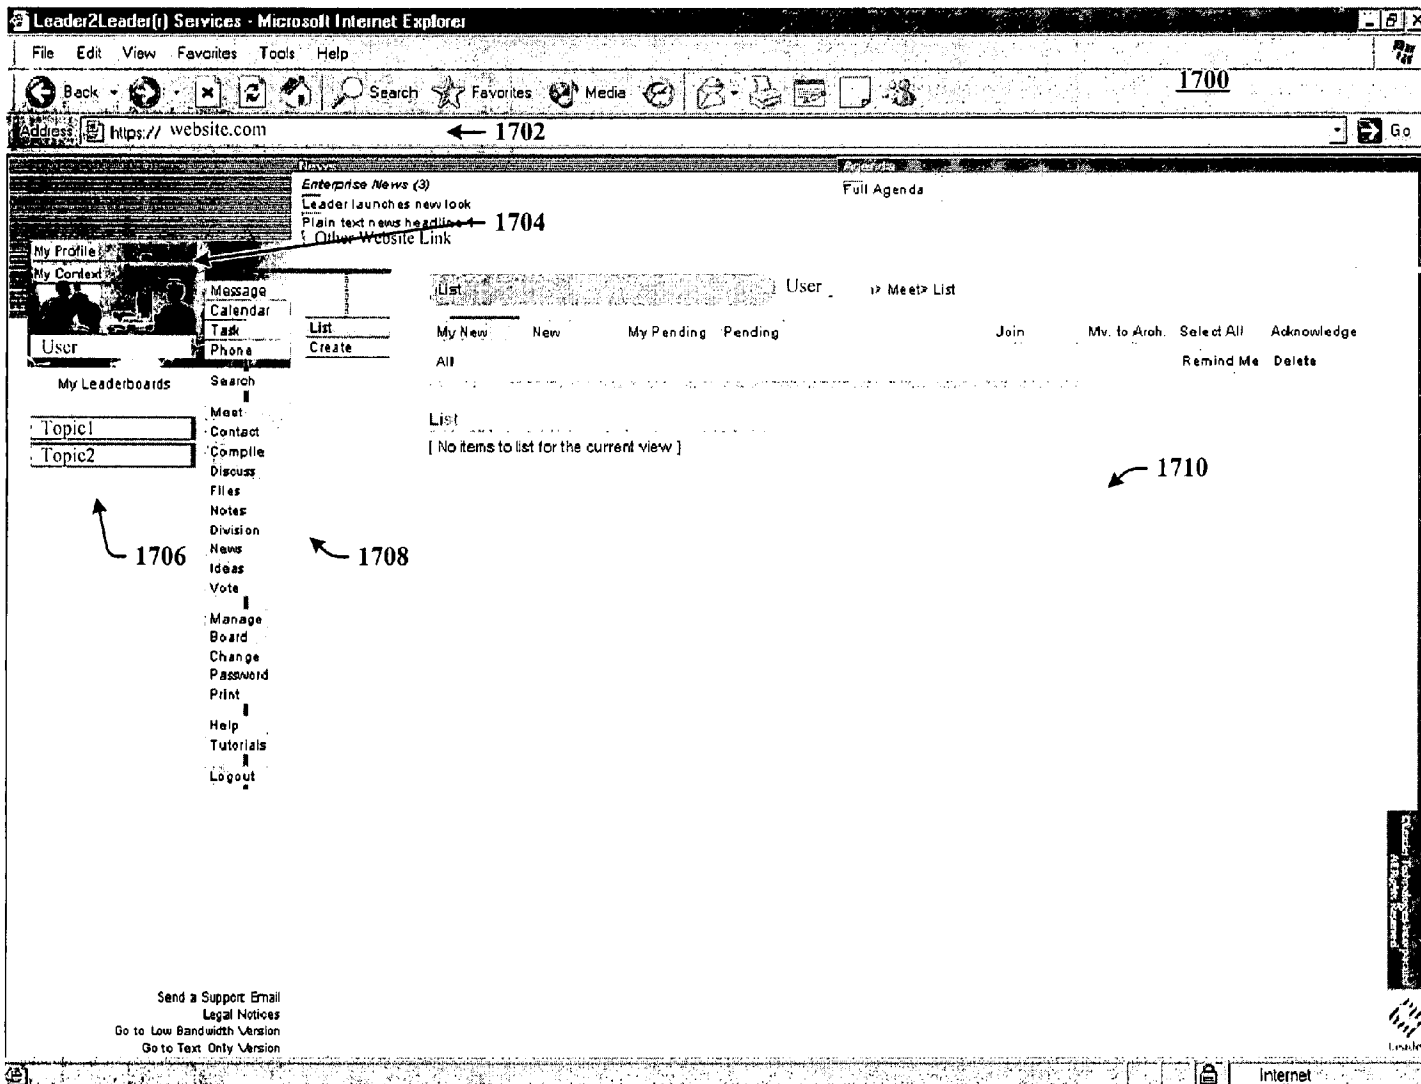 Leader2Leader(r) Services - Microsoft Internet Explorer
File Edit View Favorites Tools Help
Back Search Favorites Media
1700
Address https:// website.com
1702
Go
News
Agenda
Enterprise News (3)
Full Agenda
Leader launches new look
Plain text news headline
1704
Other Website Link
My Profile
My Context
User
My Leaderboards
Topic1
Topic2
1706
Message
Calendar
Task
Phone
Search
Meet
Contact
Compile
Discuss
Files
Notes
Division
News
Ideas
Vote
Manage
Board
Change
Password
Print
Help
Tutorials
Logout
1708
List
Create
List
User > Meet> List
My New New My Pending Pending Join Mv. to Arch. Select All Acknowledge
All Remind Me Delete
List
[ No items to list for the current view ]
1710
Send a Support Email
Legal Notices
Go to Low Bandwidth Version
Go to Text Only Version
All Rights Reserved
Internet